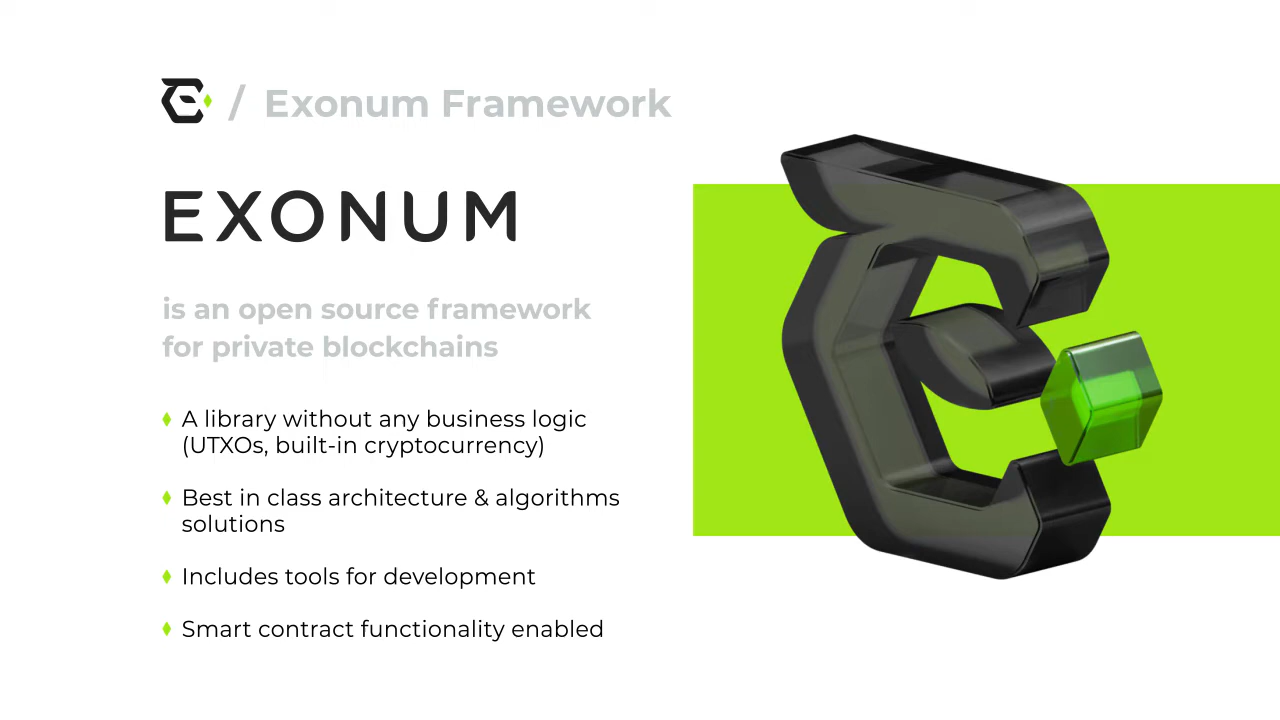 / Exonum Framework
EXONUM
is an open source framework
for private blockchains
A library without any business logic
(UTXOs, built-in cryptocurrency)
Best in class architecture & algorithms
solutions
Includes tools for development
Smart contract functionality enabled